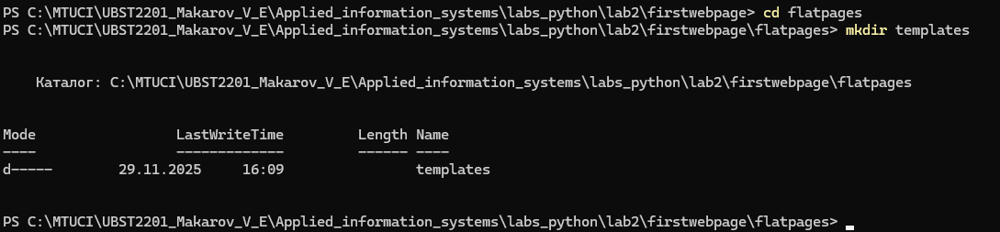 PS C:\MTUCI\UBST2201_Makarov_V_E\Applied_information_systems\labs_python\lab2\firstwebpage> cd flatpages
PS C:\MTUCI\UBST2201_Makarov_V_E\Applied_information_systems\labs_python\lab2\firstwebpage\flatpages> mkdir templates
Каталог: C:\MTUCI\UBST2201_Makarov_V_E\Applied_information_systems\labs_python\lab2\firstwebpage\flatpages
Mode LastWriteTime Length Name
---- ------------- ------ ----
d----- 29.11.2025 16:09 templates
PS C:\MTUCI\UBST2201_Makarov_V_E\Applied_information_systems\labs_python\lab2\firstwebpage\flatpages>